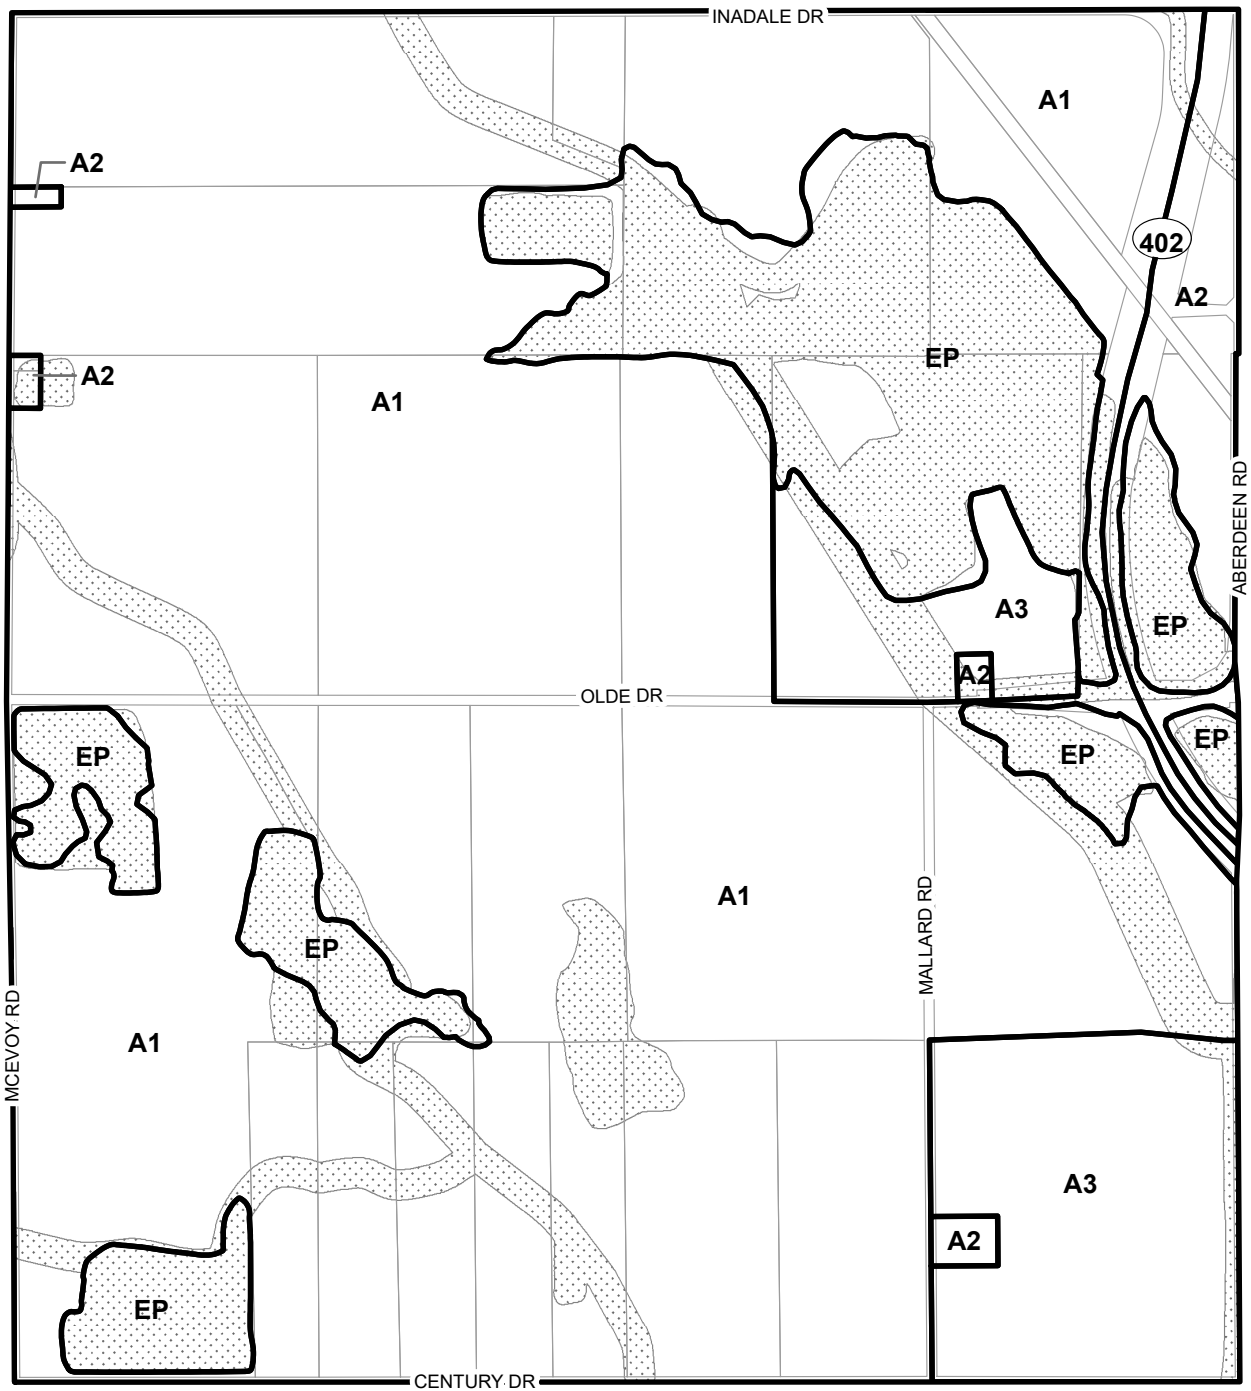 INADALE DR
A1
A2
402
A2
EP
A2
A1
ABERDEEN RD
A3
EP
A2
OLDE DR
EP
EP
EP
A1
MALLARD RD
EP
MCEVOY RD
A1
A3
A2
EP
CENTURY DR